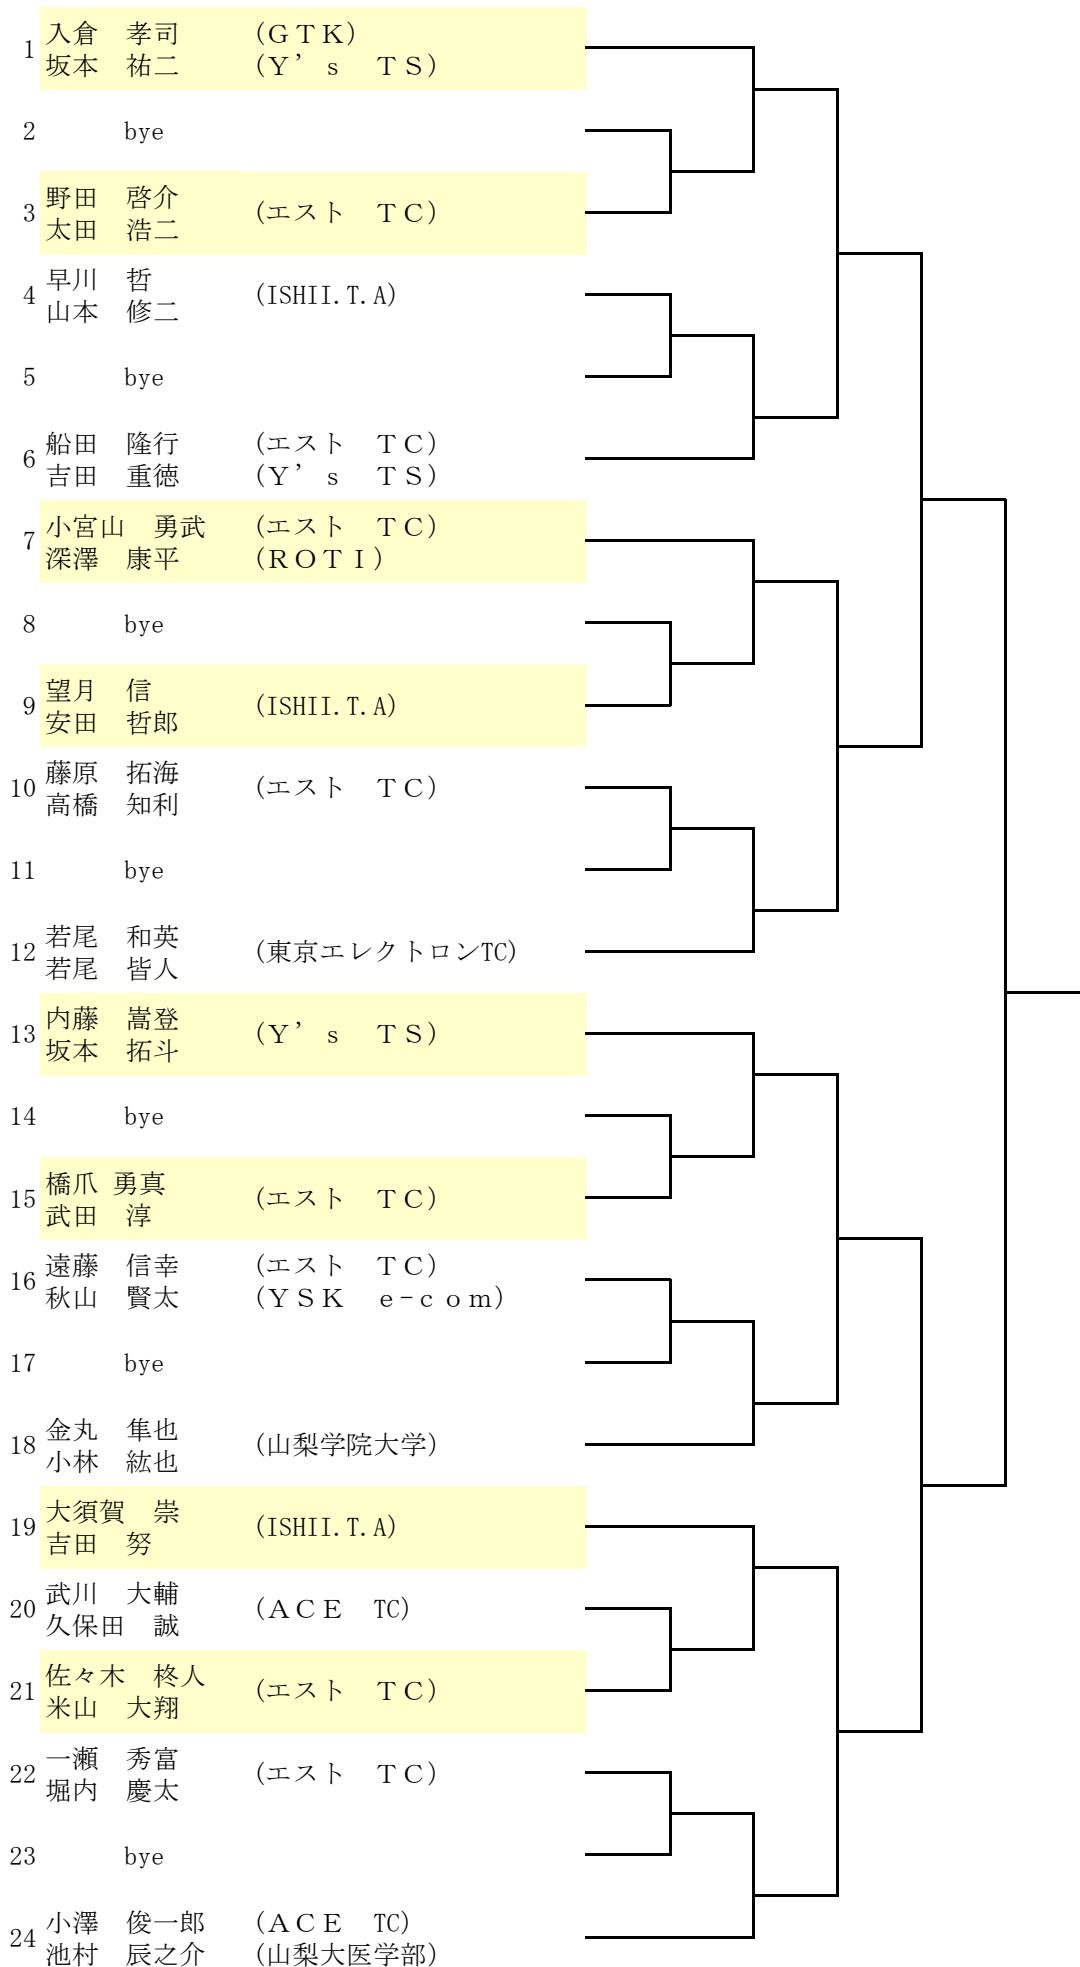 1 入倉　孝司 (ＧＴＫ)
坂本　祐二 (Ｙ’ｓ　ＴＳ)
2 bye
3 野田　啓介 (エスト　ＴＣ)
太田　浩二
4 早川　哲 (ISHII.T.A)
山本　修二
5 bye
6 船田　隆行 (エスト　ＴＣ)
吉田　重徳 (Ｙ’ｓ　ＴＳ)
7 小宮山　勇武 (エスト　ＴＣ)
深澤　康平 (ＲＯＴＩ)
8 bye
9 望月　信 (ISHII.T.A)
安田　哲郎
10 藤原　拓海 (エスト　ＴＣ)
高橋　知利
11 bye
12 若尾　和英 (東京エレクトロンTC)
若尾　皆人
13 内藤　嵩登 (Ｙ’ｓ　ＴＳ)
坂本　拓斗
14 bye
15 橋爪 勇真 (エスト　ＴＣ)
武田　淳
16 遠藤　信幸 (エスト　ＴＣ)
秋山　賢太 (ＹＳＫ　ｅ-ｃｏｍ)
17 bye
18 金丸　隼也 (山梨学院大学)
小林　紘也
19 大須賀　崇 (ISHII.T.A)
吉田　努
20 武川　大輔 (ＡＣＥ　TC)
久保田　誠
21 佐々木　柊人 (エスト　ＴＣ)
米山　大翔
22 一瀬　秀富 (エスト　ＴＣ)
堀内　慶太
23 bye
24 小澤　俊一郎 (ＡＣＥ　TC)
池村　辰之介 (山梨大医学部)